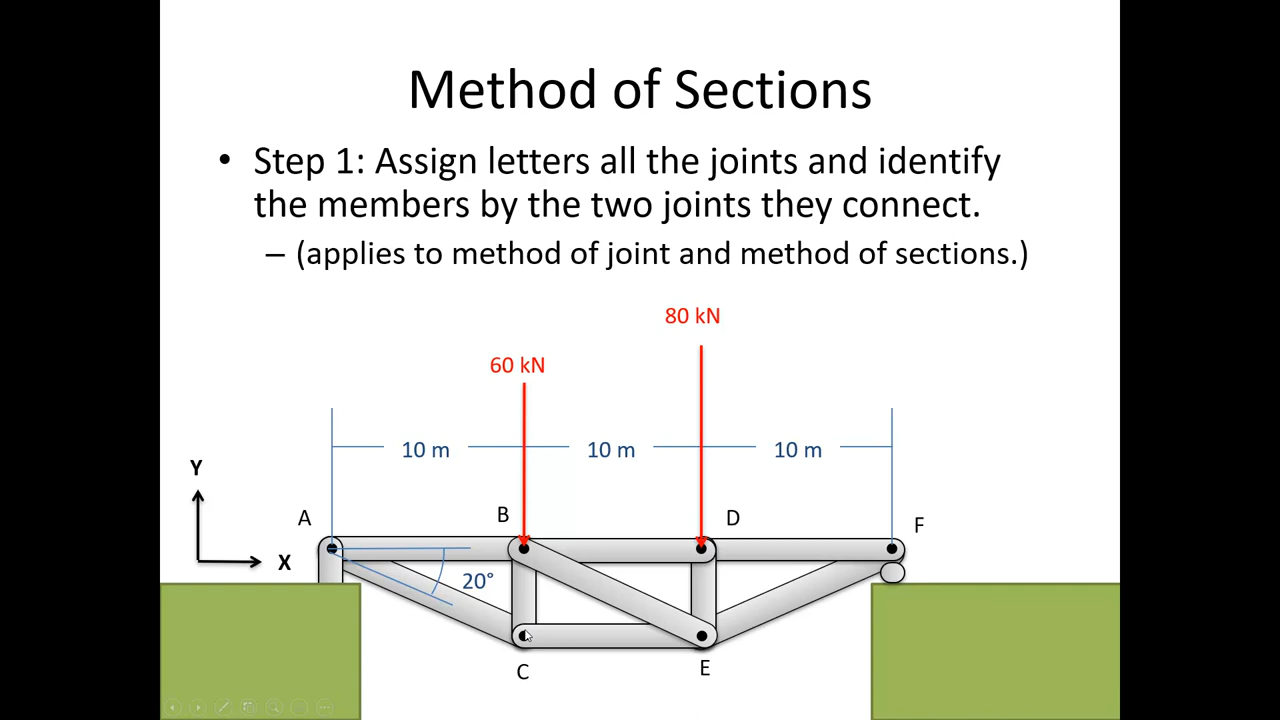 Method of Sections
• Step 1: Assign letters all the joints and identify
the members by the two joints they connect.
– (applies to method of joint and method of sections.)
80 kN
60 kN
10 m
10 m
10 m
Y
X
A
B
D
F
20°
C
E